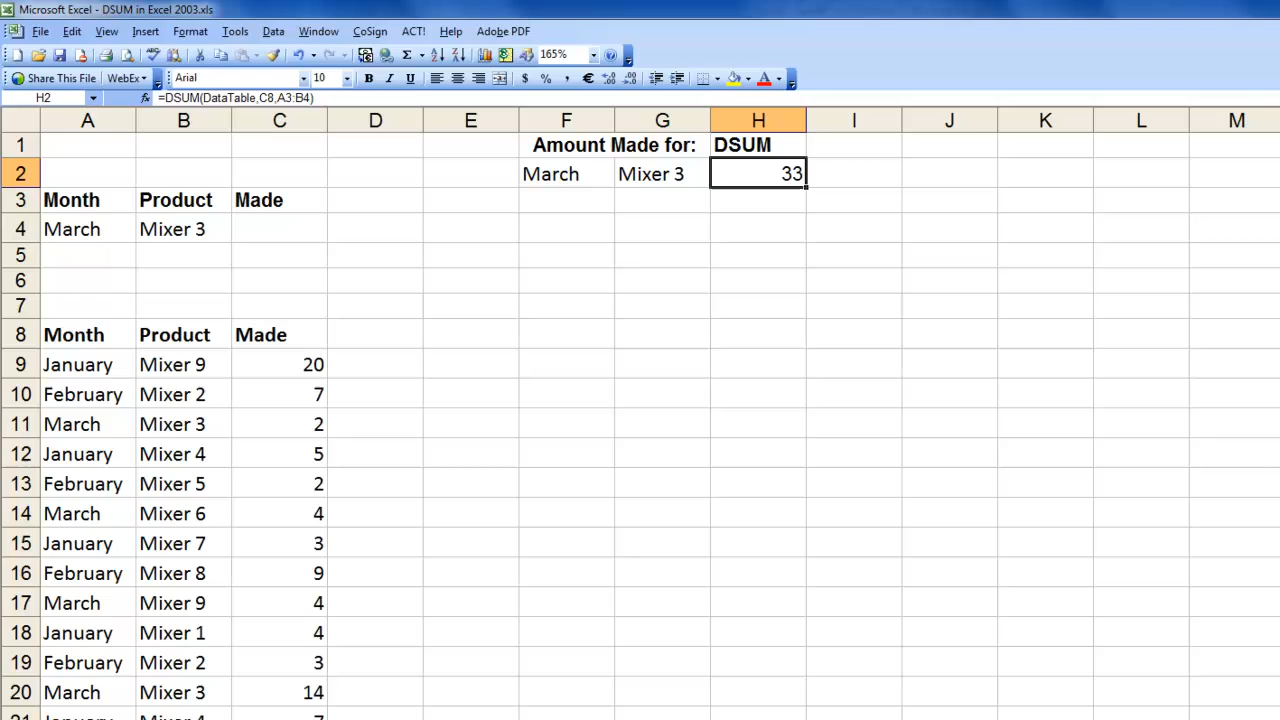 Microsoft Excel - DSUM in Excel 2003.xls
File Edit View Insert Format Tools Data Window CoSign ACT! Help Adobe PDF
165%
Share This File WebEx Arial 10 B I U $ % , €
H2 fx =DSUM(DataTable,C8,A3:B4)
A B C D E F G H I J K L M
1 Amount Made for: DSUM
2 March Mixer 3 33
3 Month Product Made
4 March Mixer 3
5
6
7
8 Month Product Made
9 January Mixer 9 20
10 February Mixer 2 7
11 March Mixer 3 2
12 January Mixer 4 5
13 February Mixer 5 2
14 March Mixer 6 4
15 January Mixer 7 3
16 February Mixer 8 9
17 March Mixer 9 4
18 January Mixer 1 4
19 February Mixer 2 3
20 March Mixer 3 14
21 January Mixer 4 7